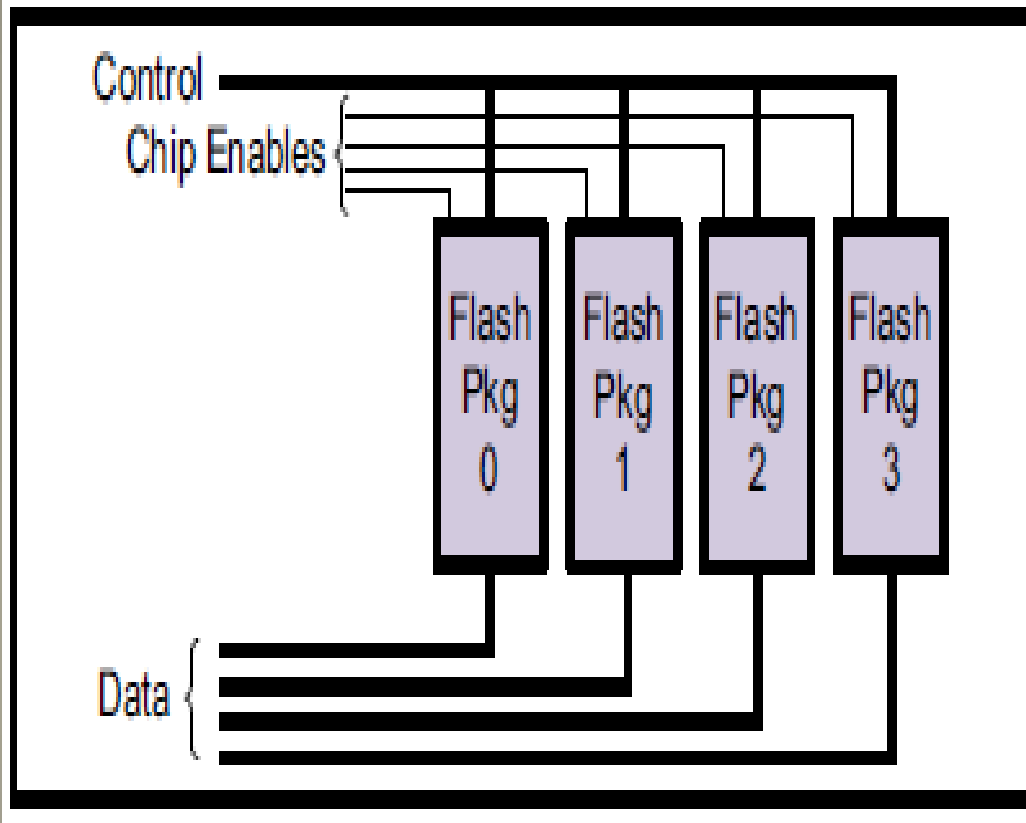 Control
Chip Enables
Flash
Pkg
0
Flash
Pkg
1
Flash
Pkg
2
Flash
Pkg
3
Data